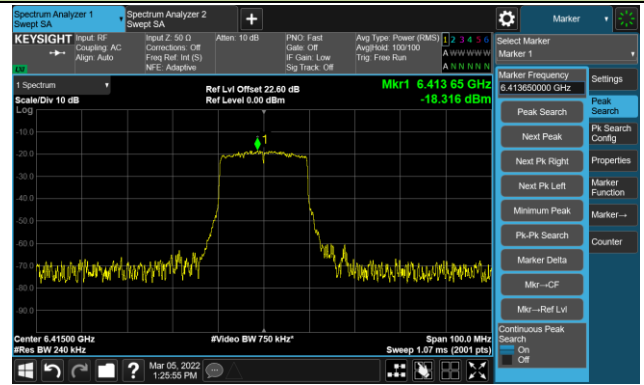 Spectrum Analyzer 1
Swept SA
Spectrum Analyzer 2
Swept SA
+
Marker
KEYSIGHT
Input: RF
Coupling: AC
Align: Auto
Input Z: 50 Ω
Corrections: Off
Freq Ref: Int (S)
NFE: Adaptive
Atten: 10 dB
PNO: Fast
Gate: Off
IF Gain: Low
Sig Track: Off
Avg Type: Power (RMS)
Avg|Hold: 100/100
Trig: Free Run
1 2 3 4 5 6
A W W W W W
A N N N N N
Select Marker
Marker 1
1 Spectrum
Scale/Div 10 dB
Log
Ref Lvl Offset 22.60 dB
Ref Level 0.00 dBm
Mkr1 6.413 65 GHz
-18.316 dBm
1
-10.0
-20.0
-30.0
-40.0
-50.0
-60.0
-70.0
-80.0
-90.0
Center 6.41500 GHz
#Res BW 240 kHz
#Video BW 750 kHz*
Span 100.0 MHz
Sweep 1.07 ms (2001 pts)
Marker Frequency
6.413650000 GHz
Peak Search
Next Peak
Next Pk Right
Next Pk Left
Minimum Peak
Pk-Pk Search
Marker Delta
Mkr→CF
Mkr→Ref Lvl
Continuous Peak
Search
On
Off
Settings
Peak
Search
Pk Search
Config
Properties
Marker
Function
Marker→
Counter
?
Mar 05, 2022
1:25:55 PM